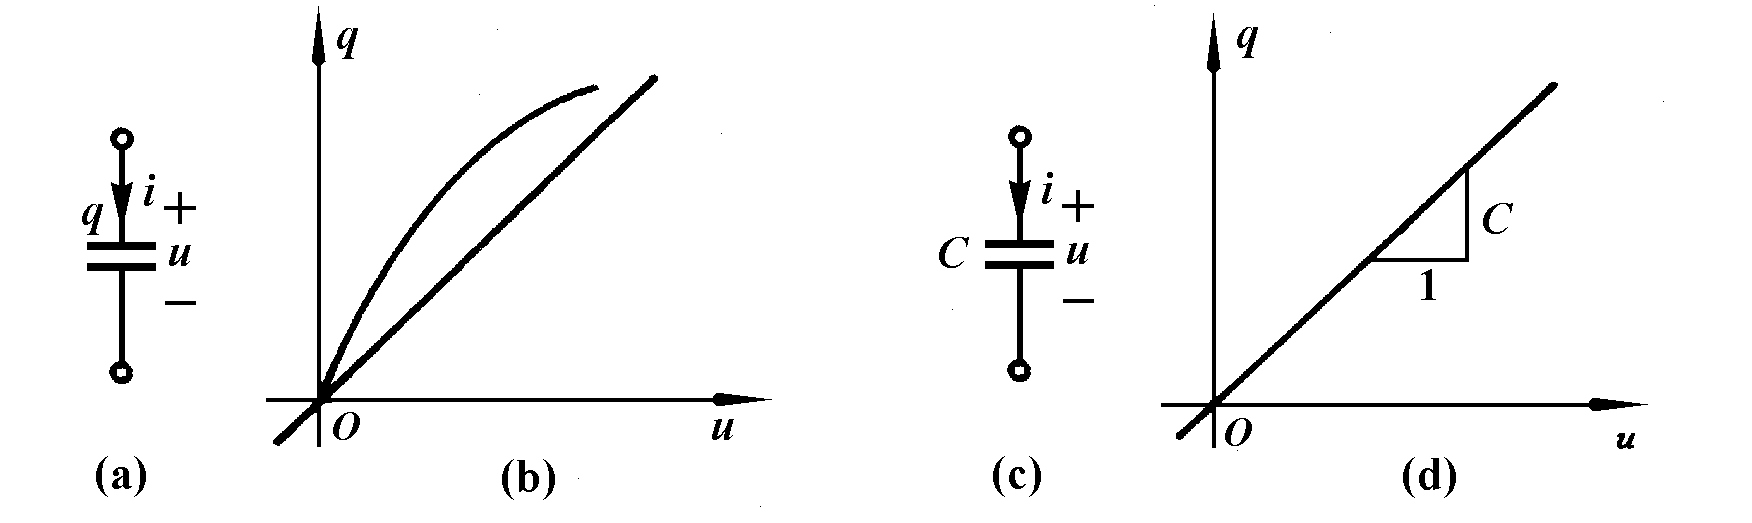 q
i
+
q
u
−
O
u
(a)
(b)
q
i
+
C
u
−
C
1
O
u
(c)
(d)